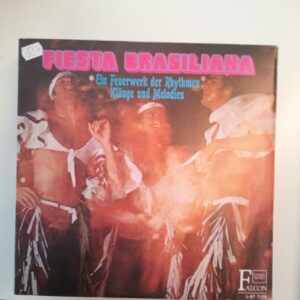 FIESTA BRASILIANA
Ein Feuerwerk der Rhythmen
Klänge und Melodien
FALCON